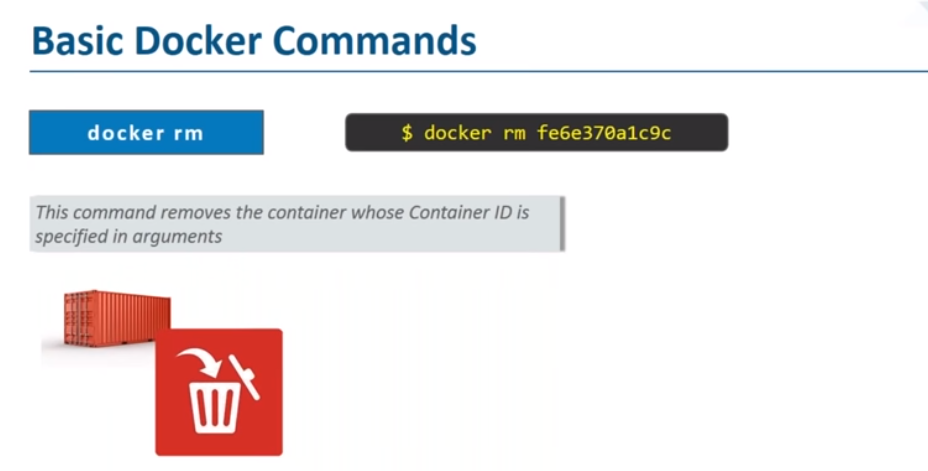 Basic Docker Commands
docker rm
$ docker rm fe6e370a1c9c
This command removes the container whose Container ID is
specified in arguments